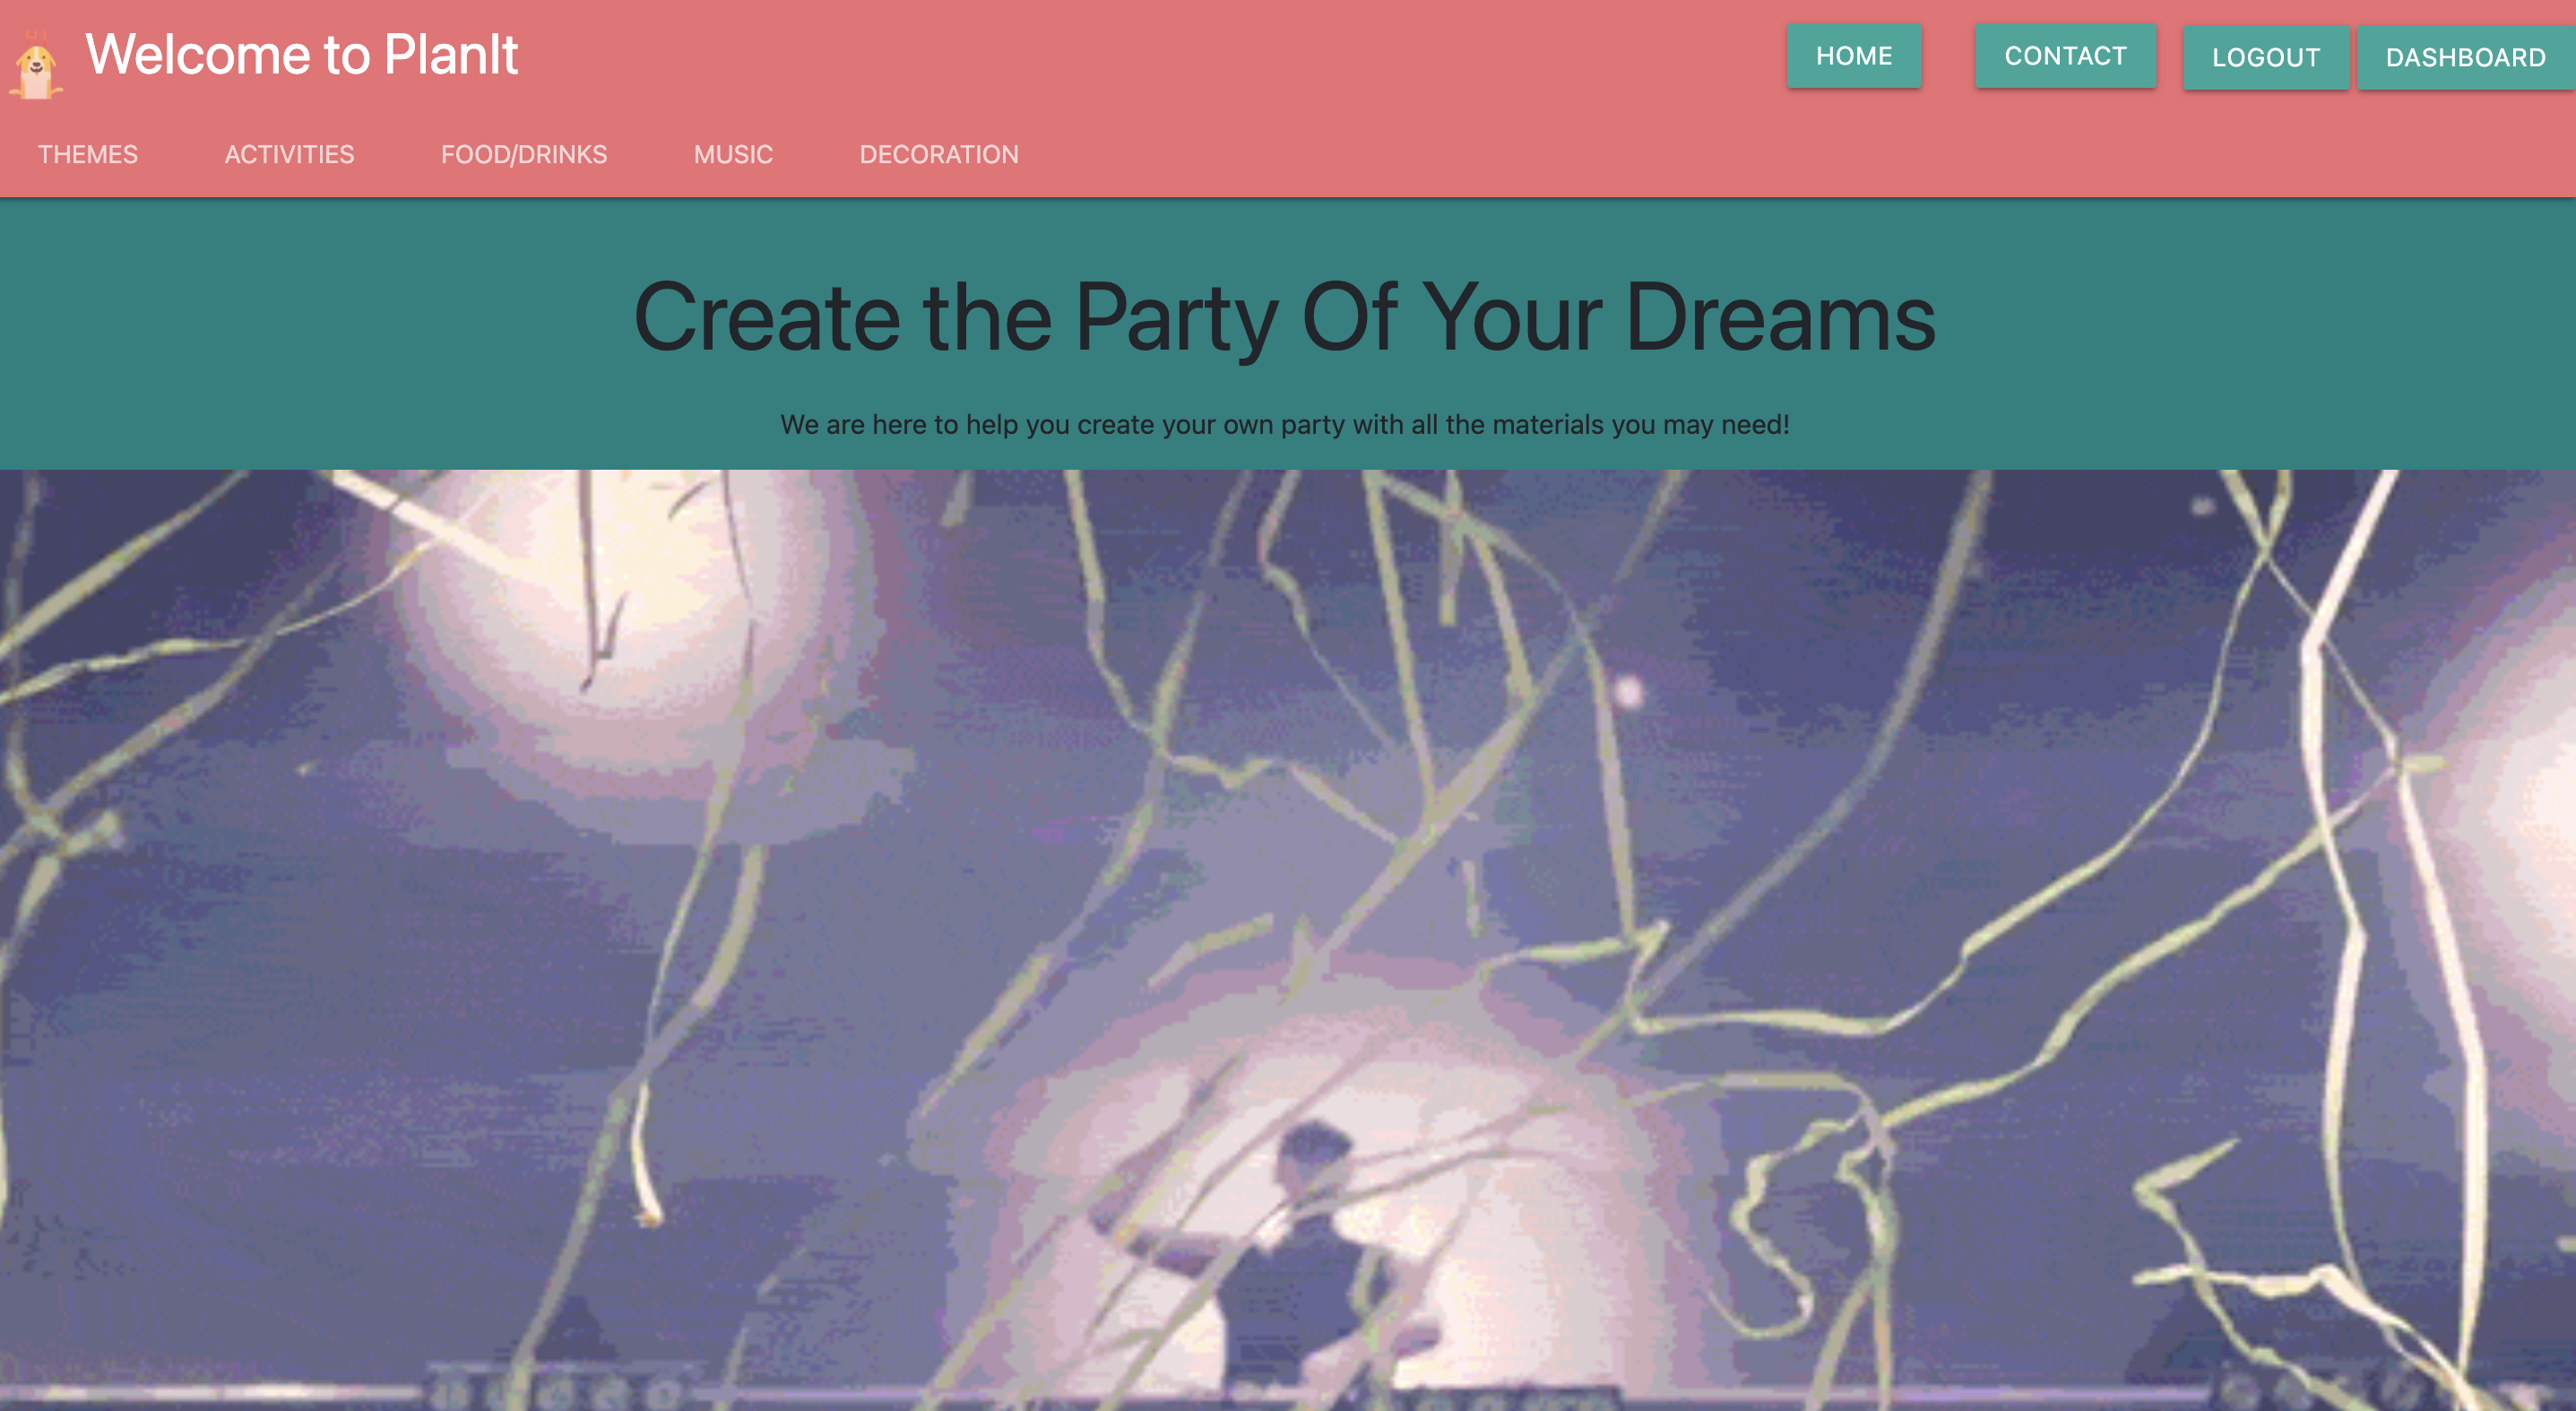 Welcome to PlanIt
HOME
CONTACT
LOGOUT
DASHBOARD
THEMES
ACTIVITIES
FOOD/DRINKS
MUSIC
DECORATION
Create the Party Of Your Dreams
We are here to help you create your own party with all the materials you may need!